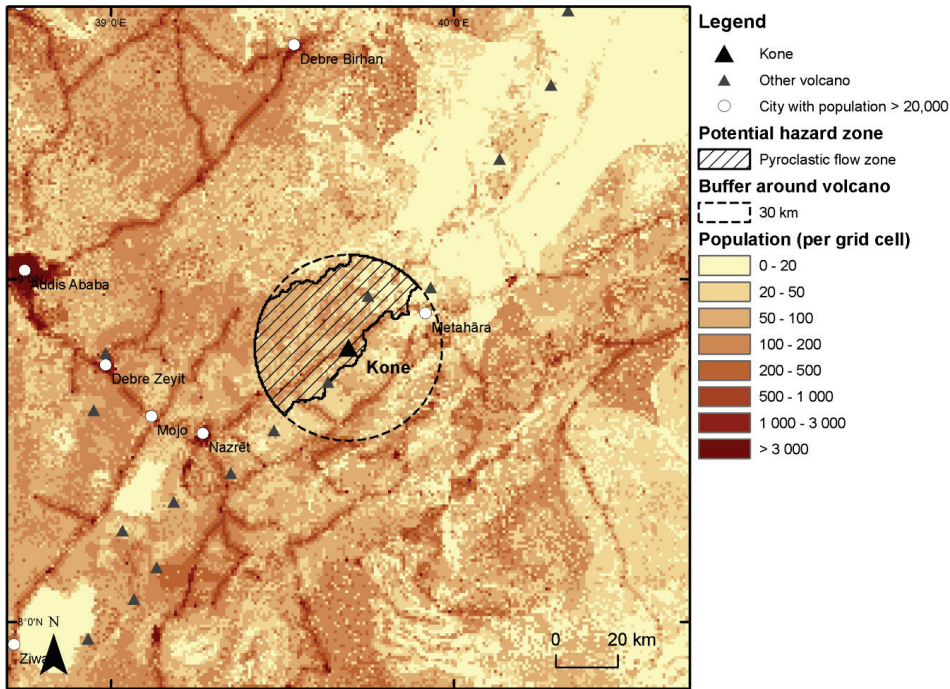 39°0'E
40°0'E
Debre Birhan
Addis Ababa
Metahāra
Kone
Debre Zeyit
Mojo
Nazrēt
8°0'N
N
Ziwa
0 20 km
Legend
Kone
Other volcano
City with population > 20,000
Potential hazard zone
Pyroclastic flow zone
Buffer around volcano
30 km
Population (per grid cell)
0 - 20
20 - 50
50 - 100
100 - 200
200 - 500
500 - 1 000
1 000 - 3 000
> 3 000